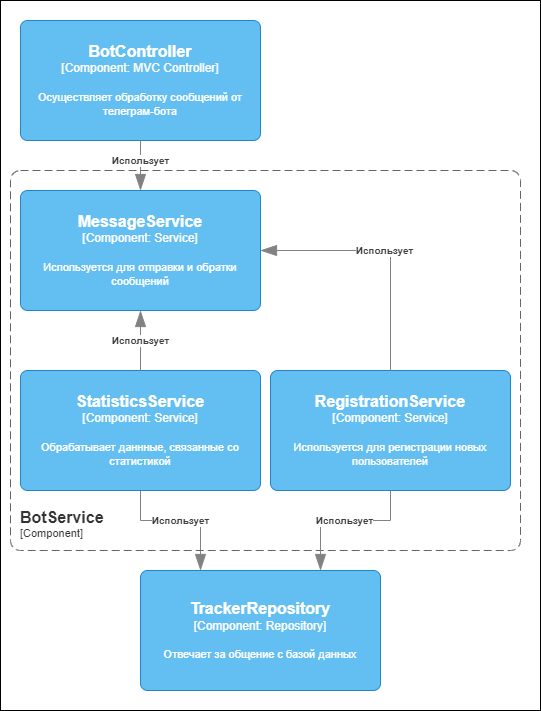 BotController
[Component: MVC Controller]
Осуществляет обработку сообщений от
телеграм-бота
Использует
MessageService
[Component: Service]
Используется для отправки и обратки
сообщений
Использует
Использует
StatisticsService
[Component: Service]
Обрабатывает даннные, связанные со
статистикой
RegistrationService
[Component: Service]
Используется для регистрации новых
пользователей
BotService
[Component]
Использует
Использует
TrackerRepository
[Component: Repository]
Отвечает за общение с базой данных